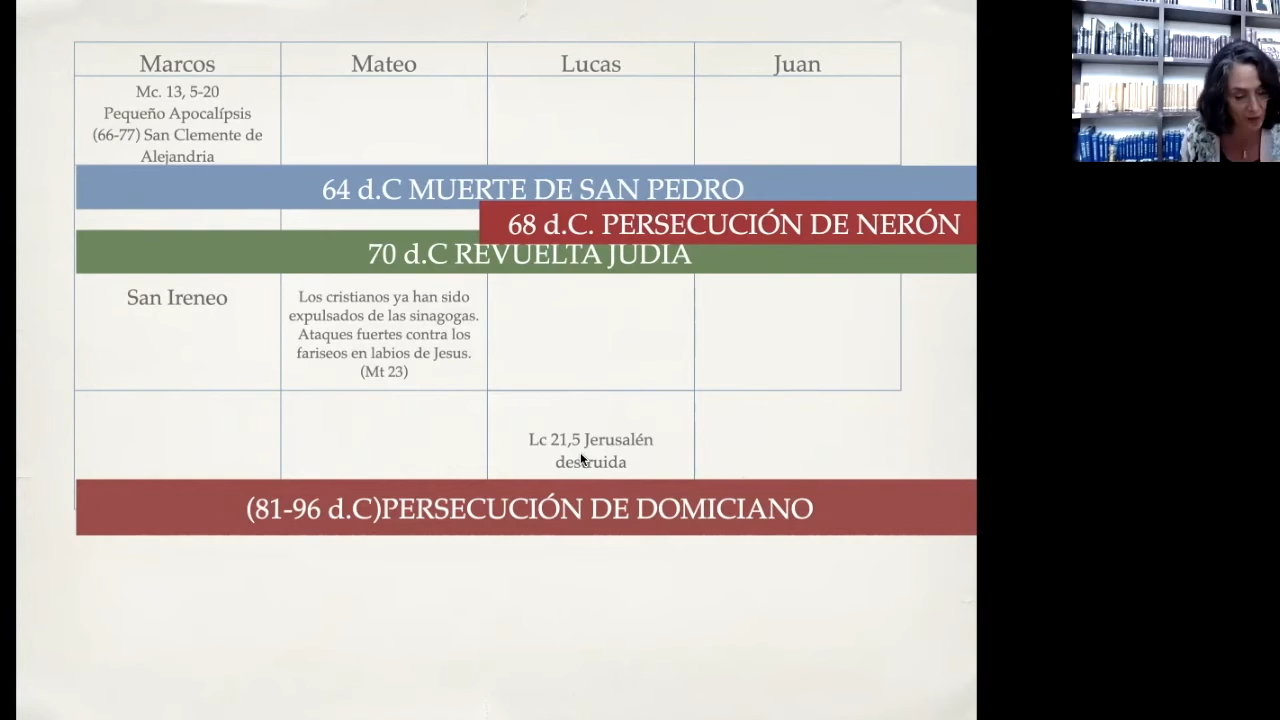 Marcos
Mateo
Lucas
Juan
Mc. 13, 5-20
Pequeño Apocalípsis
(66-77) San Clemente de
Alejandria
64 d.C MUERTE DE SAN PEDRO
68 d.C. PERSECUCIÓN DE NERÓN
70 d.C REVUELTA JUDIA
San Ireneo
Los cristianos ya han sido
expulsados de las sinagogas.
Ataques fuertes contra los
fariseos en labios de Jesus.
(Mt 23)
Lc 21,5 Jerusalén
destruida
(81-96 d.C)PERSECUCIÓN DE DOMICIANO